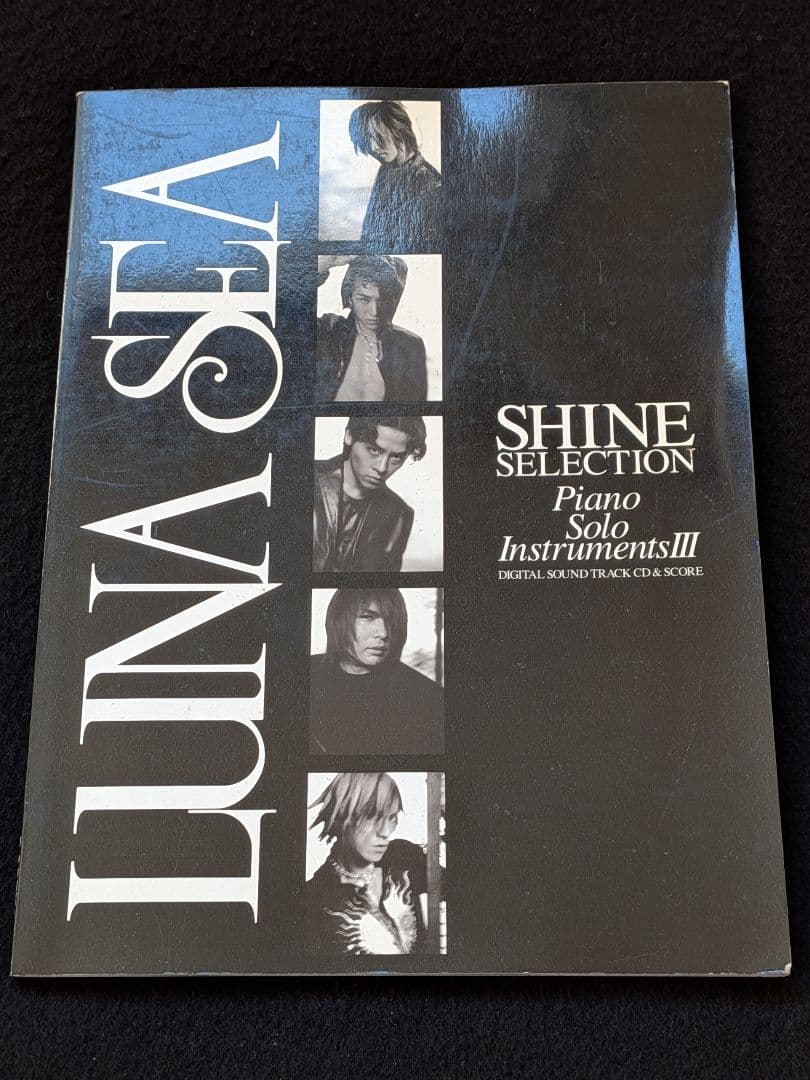 LUNA SEA
SHINE
SELECTION
Piano
Solo
Instruments III
DIGITAL SOUND TRACK CD & SCORE